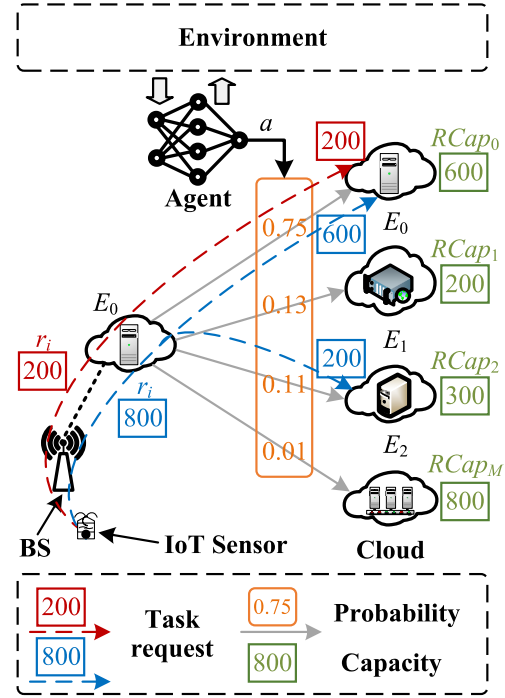 Environment
a
Agent
200
RCap0
600
0.75
600
E0
RCap1
200
0.13
E0
E1
ri
200
ri
800
200
RCap2
300
0.11
E2
0.01
RCapM
800
BS
IoT Sensor
Cloud
200
Task
request
800
0.75
Probability
800
Capacity